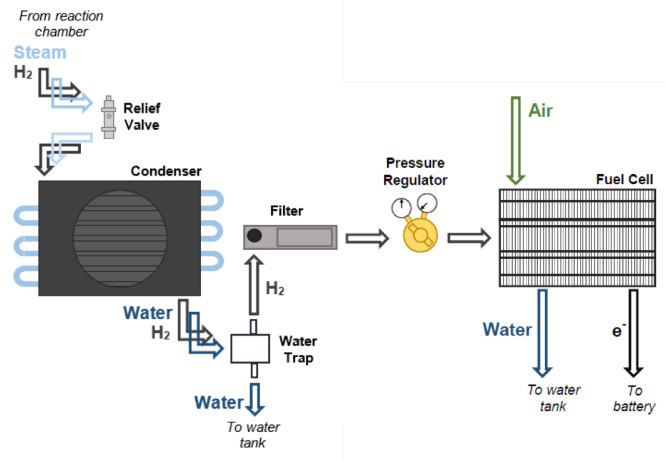 From reaction
chamber
Steam
H2
Relief
Valve
Condenser
Water
H2
Filter
H2
Water
Trap
Water
To water
tank
Pressure
Regulator
Air
Fuel Cell
Water
e-
To water
tank
To
battery